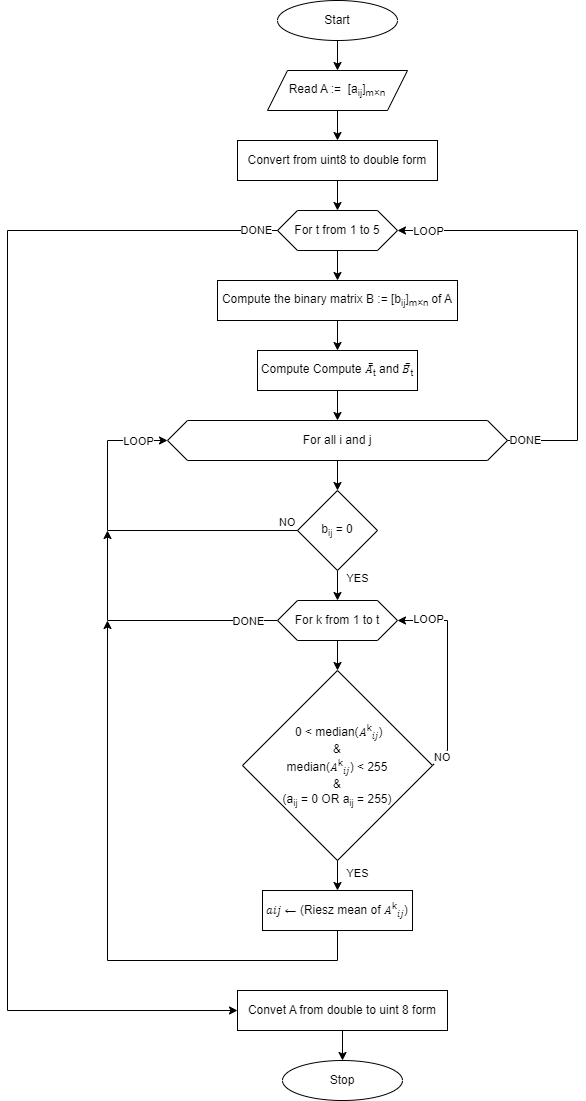 Start
Read A := [aᵢⱼ]ₘₓₙ
Convert from uint8 to double form
DONE
For t from 1 to 5
LOOP
Compute the binary matrix B := [bᵢⱼ]ₘₓₙ of A
Compute Compute Āₜ and B̄ₜ
LOOP
For all i and j
DONE
NO
bᵢⱼ = 0
YES
DONE
For k from 1 to t
LOOP
0 < median(Aᵏᵢⱼ)
&
median(Aᵏᵢⱼ) < 255
&
(aᵢⱼ = 0 OR aᵢⱼ = 255)
NO
YES
aij ← (Riesz mean of Aᵏᵢⱼ)
Convet A from double to uint 8 form
Stop